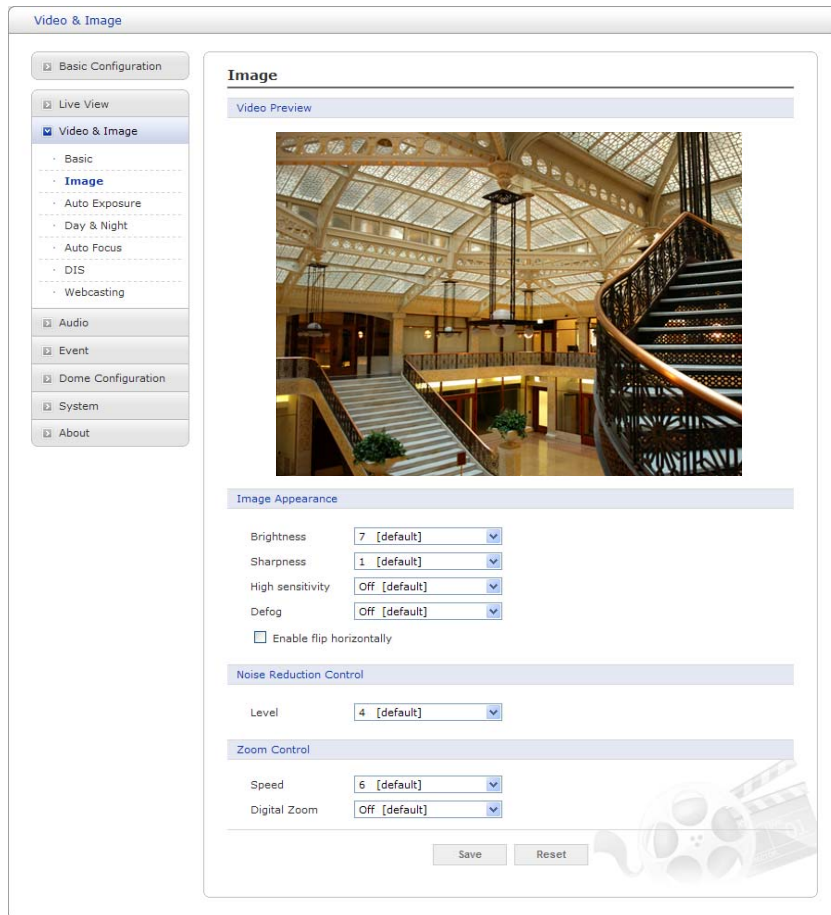 Video & Image
Basic Configuration
Live View
Video & Image
Basic
Image
Auto Exposure
Day & Night
Auto Focus
DIS
Webcasting
Audio
Event
Dome Configuration
System
About
Image
Video Preview
Image Appearance
Brightness 7 [default]
Sharpness 1 [default]
High sensitivity Off [default]
Defog Off [default]
Enable flip horizontally
Noise Reduction Control
Level 4 [default]
Zoom Control
Speed 6 [default]
Digital Zoom Off [default]
Save Reset